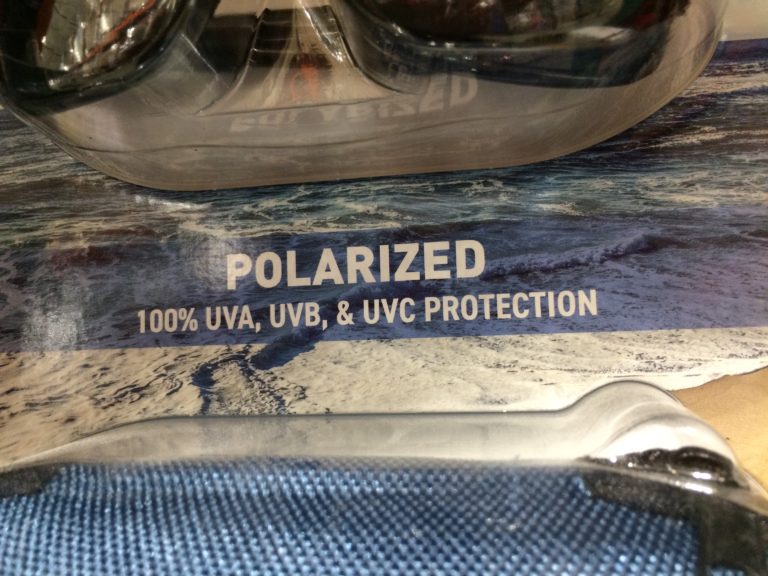 POLARIZED
100% UVA, UVB, & UVC PROTECTION